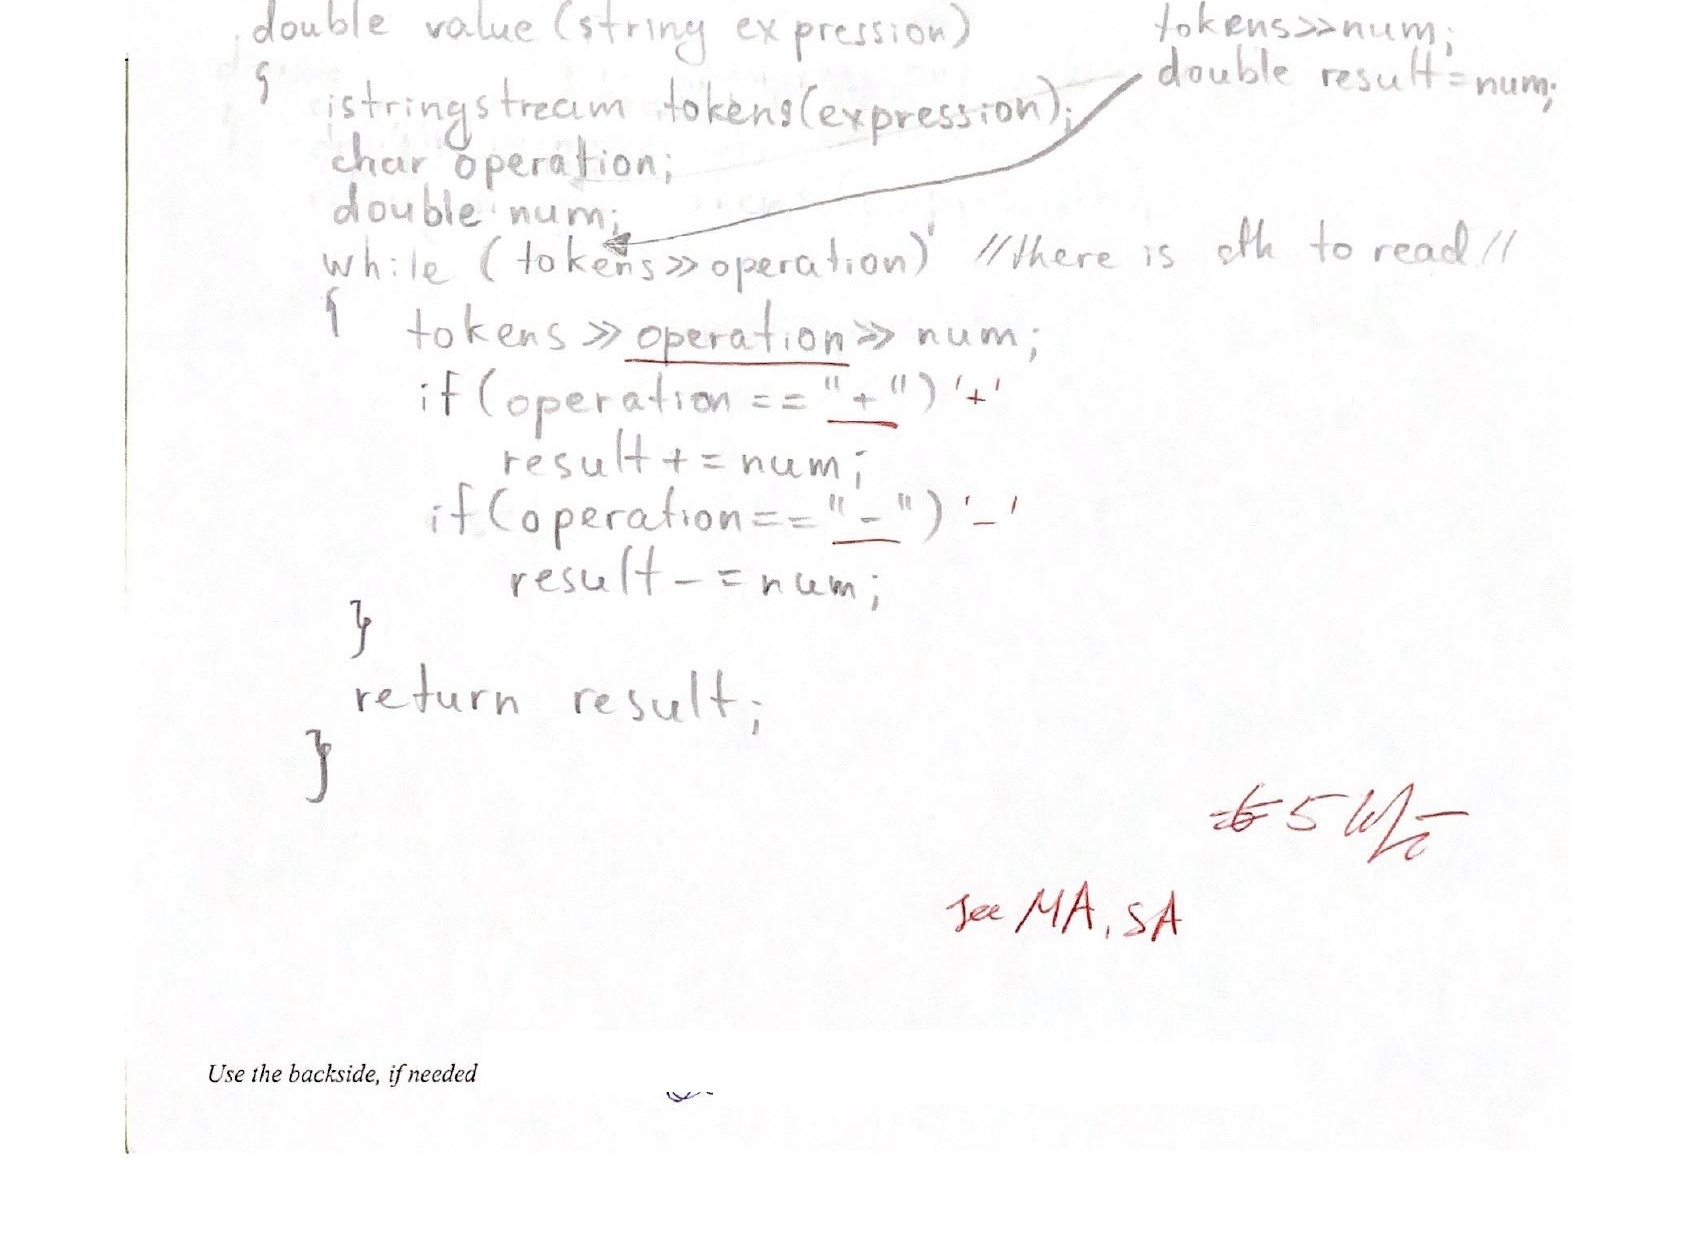 double value (string expression)
tokens>>num;
double result=num;
{
istringstream tokens(expression);
char operation;
double num;
while (tokens>>operation) //there is sth to read//
{
tokens >> operation >> num;
if (operation == "+") '+'
result += num;
if (operation == "-") '-'
result -= num;
}
return result;
}
5
See MA, SA
Use the backside, if needed